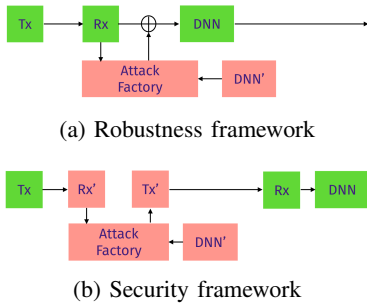 Tx Rx DNN
Attack
Factory
DNN'
(a) Robustness framework
Tx Rx' Tx' Rx DNN
Attack
Factory
DNN'
(b) Security framework